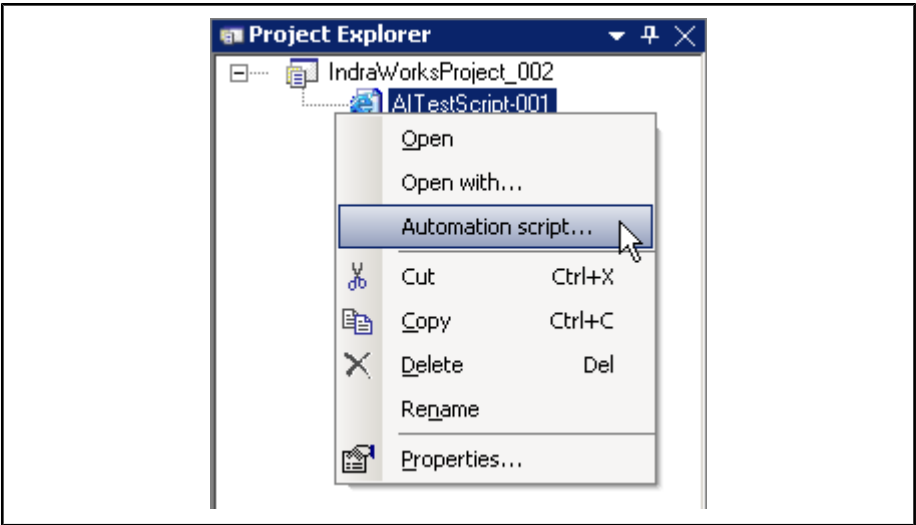 Project Explorer
IndraWorksProject_002
AITestScript-001
Open
Open with...
Automation script...
Cut Ctrl+X
Copy Ctrl+C
Delete Del
Rename
Properties...